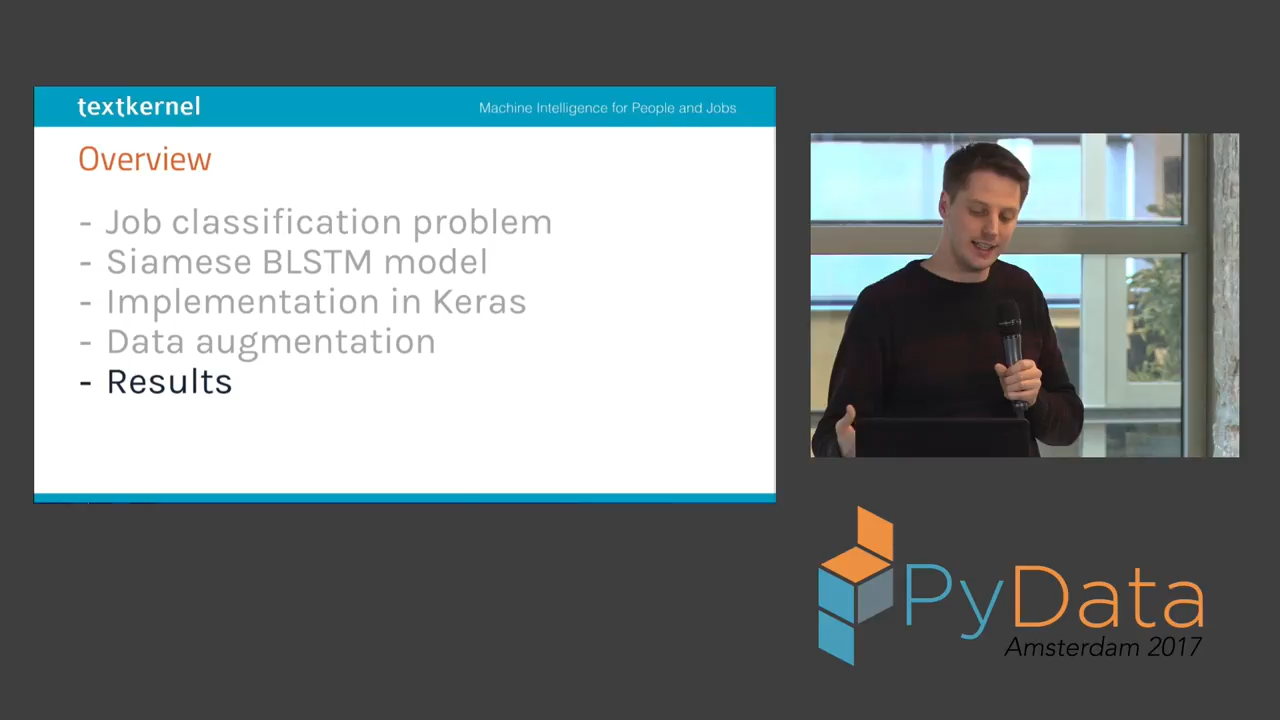 textkernel
Machine Intelligence for People and Jobs
Overview
- Job classification problem
- Siamese BLSTM model
- Implementation in Keras
- Data augmentation
- Results
PyData
Amsterdam 2017